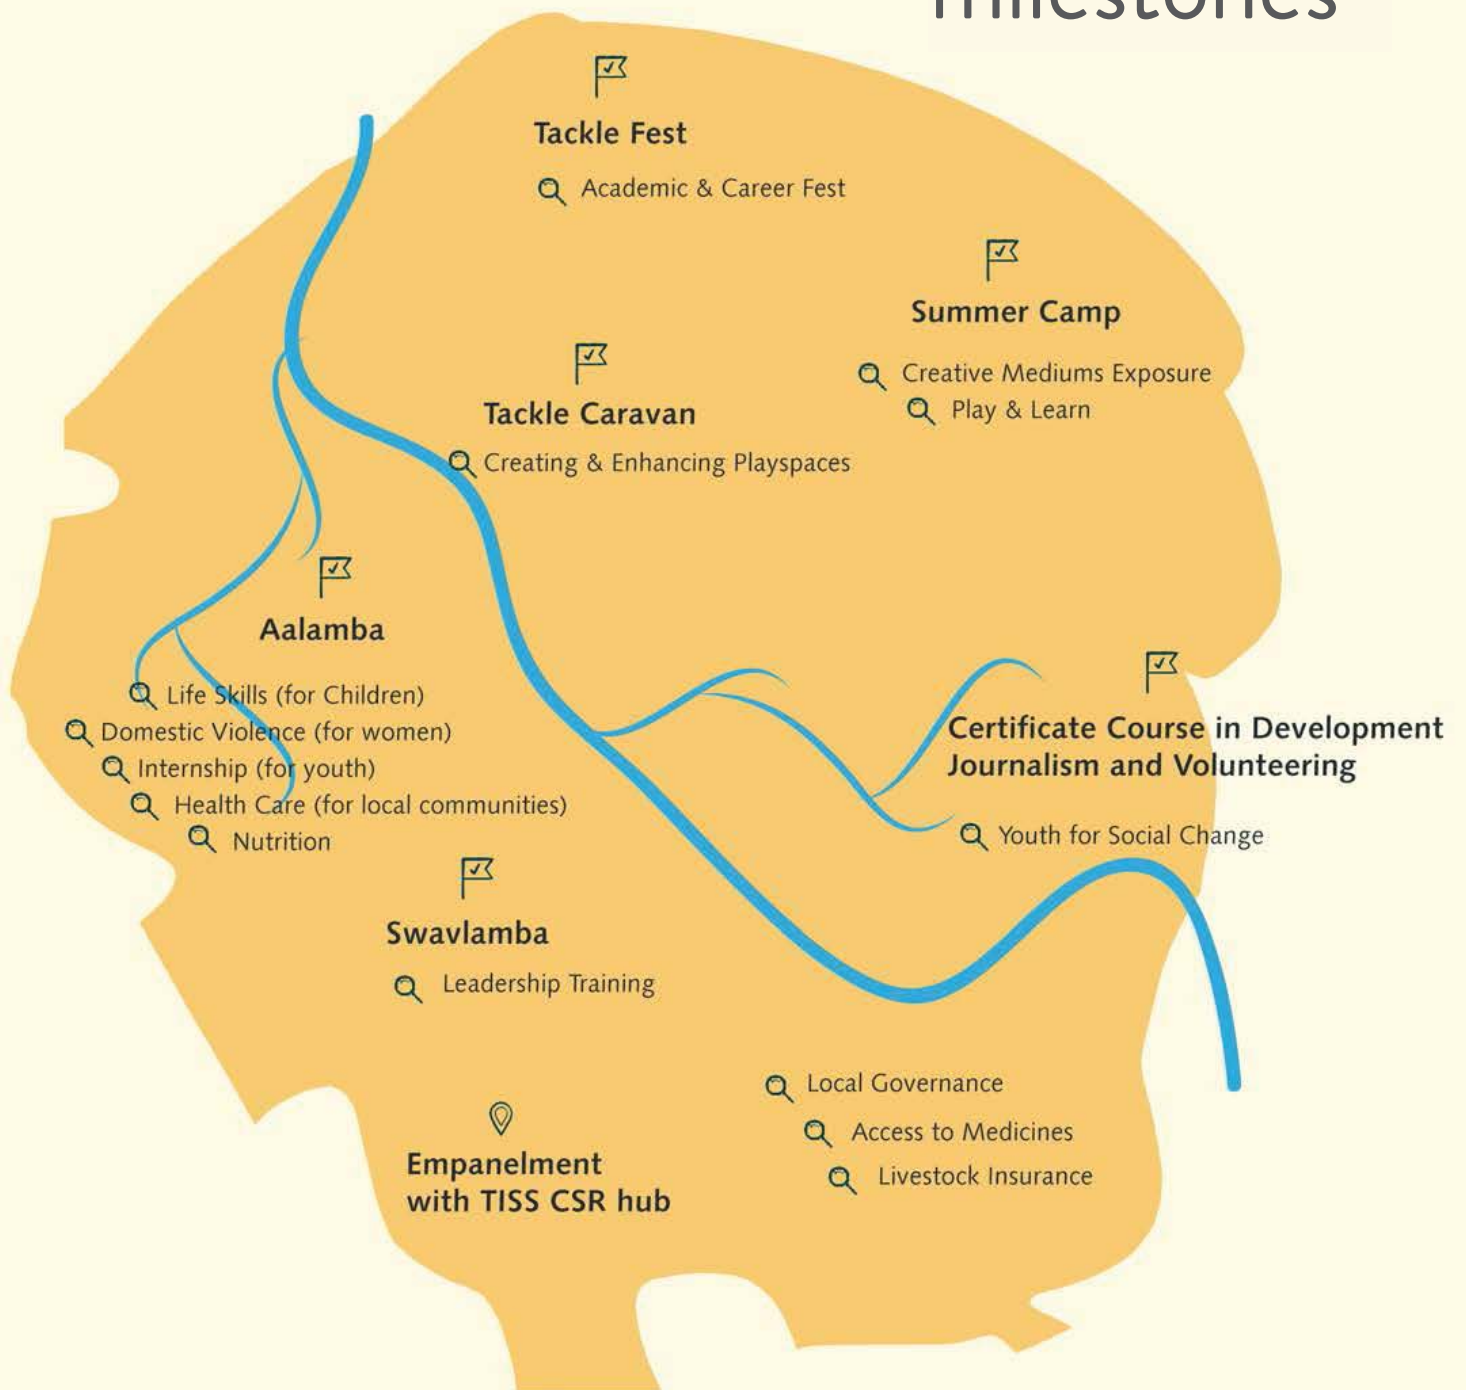 milestones
Tackle Fest
Academic & Career Fest
Summer Camp
Creative Mediums Exposure
Play & Learn
Tackle Caravan
Creating & Enhancing Playspaces
Aalamba
Life Skills (for Children)
Domestic Violence (for women)
Internship (for youth)
Health Care (for local communities)
Nutrition
Certificate Course in Development
Journalism and Volunteering
Youth for Social Change
Swavlamba
Leadership Training
Local Governance
Access to Medicines
Livestock Insurance
Empanelment
with TISS CSR hub